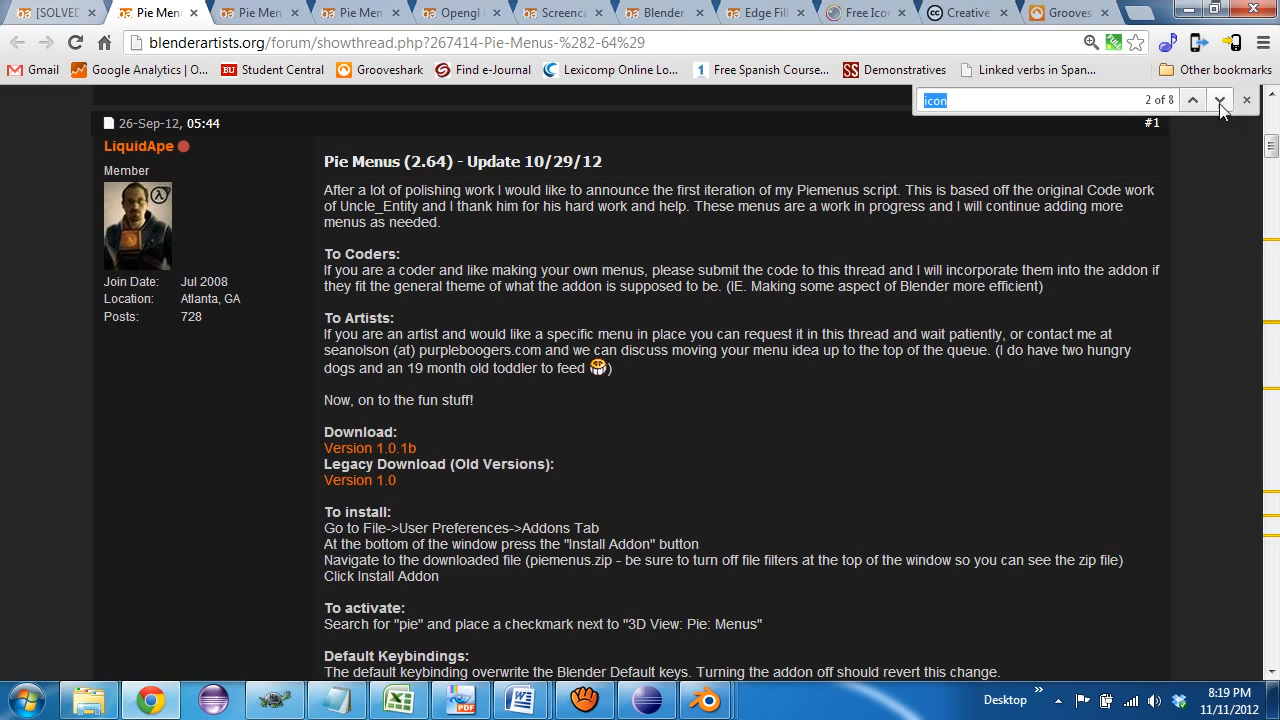 [SOLVED
Pie Menu
Pie Men
Pie Men
Opengl
Blender
Edge Fill
Free Ico
Creative
Grooves
blenderartists.org/forum/showthread.php?267414-Pie-Menus-%282-64%29
Gmail
Google Analytics | O...
BU Student Central
Grooveshark
Find e-Journal
Lexicomp Online Lo...
1 Free Spanish Course...
SS Demonstratives
Linked verbs in Span...
Other bookmarks
icon 2 of 8
26-Sep-12, 05:44 #1
LiquidApe
Member
Join Date: Jul 2008
Location: Atlanta, GA
Posts: 728
Pie Menus (2.64) - Update 10/29/12
After a lot of polishing work I would like to announce the first iteration of my Piemenus script. This is based off the original Code work
of Uncle_Entity and I thank him for his hard work and help. These menus are a work in progress and I will continue adding more
menus as needed.
To Coders:
If you are a coder and like making your own menus, please submit the code to this thread and I will incorporate them into the addon if
they fit the general theme of what the addon is supposed to be. (IE. Making some aspect of Blender more efficient)
To Artists:
If you are an artist and would like a specific menu in place you can request it in this thread and wait patiently, or contact me at
seanolson (at) purpleboogers.com and we can discuss moving your menu idea up to the top of the queue. (I do have two hungry
dogs and an 19 month old toddler to feed )
Now, on to the fun stuff!
Download:
Version 1.0.1b
Legacy Download (Old Versions):
Version 1.0
To install:
Go to File->User Preferences->Addons Tab
At the bottom of the window press the "Install Addon" button
Navigate to the downloaded file (piemenus.zip - be sure to turn off file filters at the top of the window so you can see the zip file)
Click Install Addon
To activate:
Search for "pie" and place a checkmark next to "3D View: Pie: Menus"
Default Keybindings:
The default keybinding overwrite the Blender Default keys. Turning the addon off should revert this change.
Desktop
8:19 PM
11/11/2012